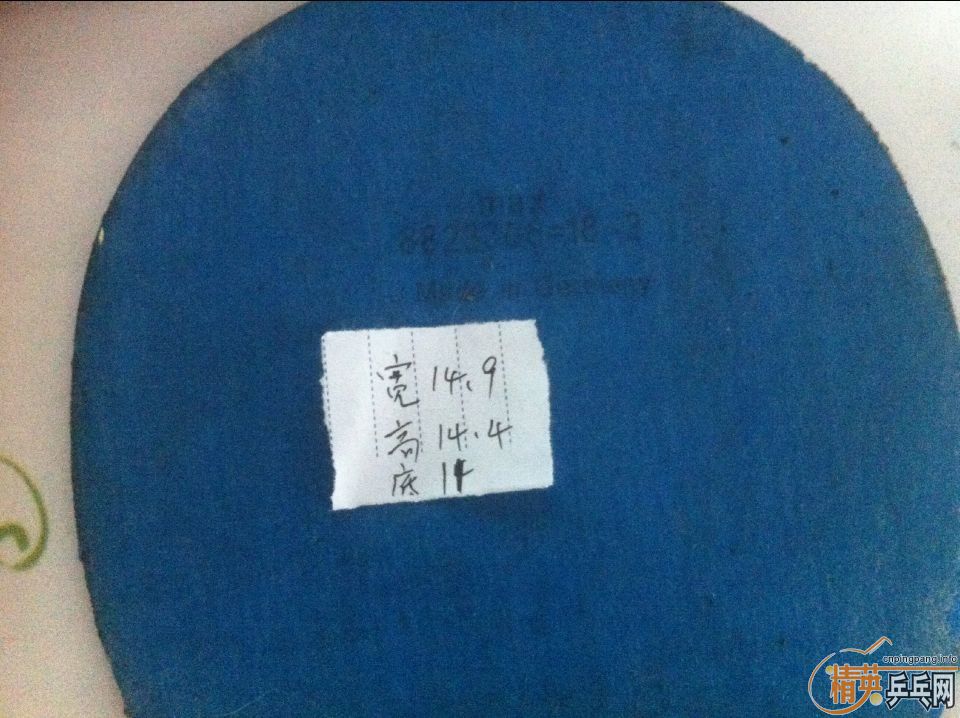 Made in Germany
宽 14.9
高 14.4
底 14
cnpingpang.info
精英乒乓网